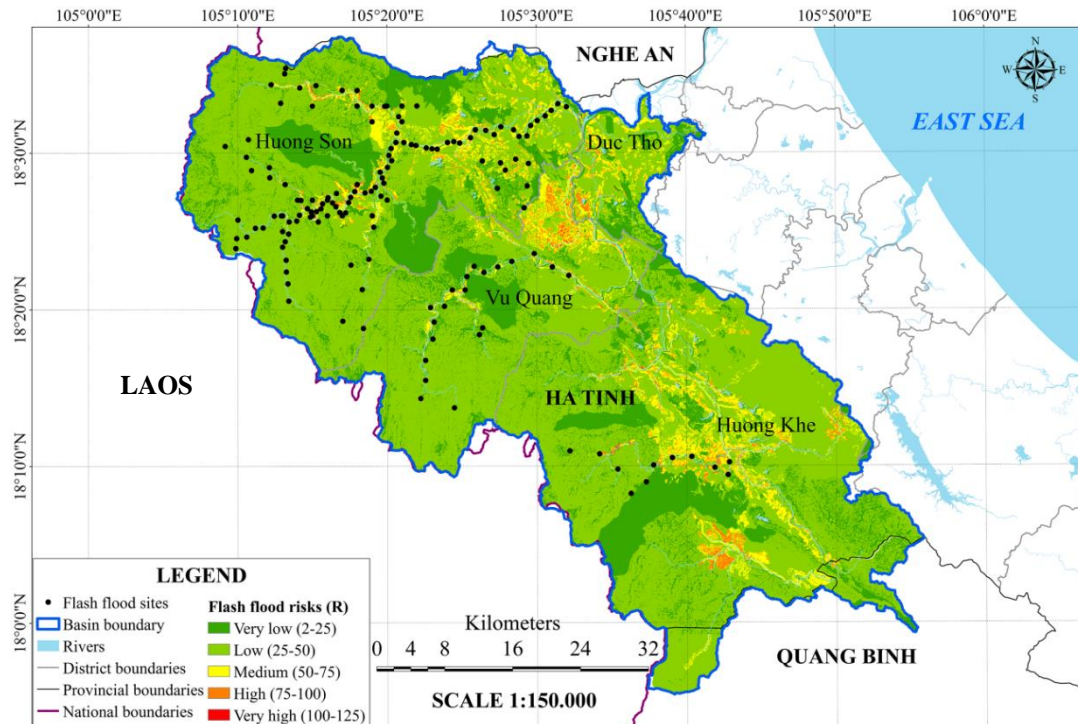 105°0'0"E 105°10'0"E 105°20'0"E 105°30'0"E 105°40'0"E 105°50'0"E 106°0'0"E
NGHE AN
N
W E
S
EAST SEA
18°30'0"N
Huong Son
Duc Tho
18°20'0"N
Vu Quang
LAOS
HA TINH
Huong Khe
18°10'0"N
LEGEND
Flash flood sites
Basin boundary
Rivers
District boundaries
Provincial boundaries
National boundaries
Flash flood risks (R)
Very low (2-25)
Low (25-50)
Medium (50-75)
High (75-100)
Very high (100-125)
18°0'0"N
Kilometers
0 4 8 16 24 32
SCALE 1:150.000
QUANG BINH